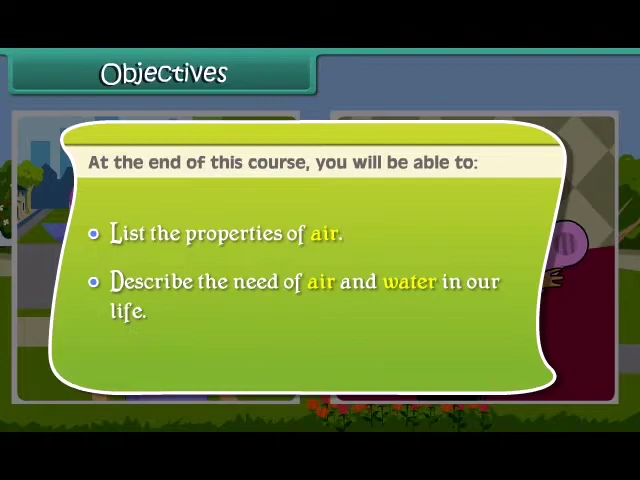 Objectives
At the end of this course, you will be able to:
List the properties of air.
Describe the need of air and water in our
life.